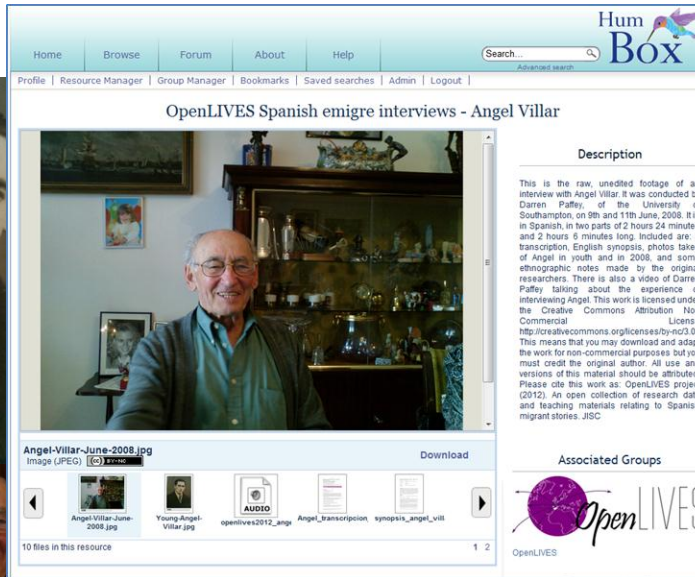 Hum
Box
Home Browse Forum About Help
Search...
Advanced search
Profile | Resource Manager | Group Manager | Bookmarks | Saved searches | Admin | Logout |
OpenLIVES Spanish emigre interviews - Angel Villar
Description
This is the raw, unedited footage of a
interview with Angel Villar. It was conducted b
Darren Paffey, of the University o
Southampton, on 9th and 11th June, 2008. It i
in Spanish, in two parts of 2 hours 24 minute
and 2 hours 6 minutes long. Included are:
transcription, English synopsis, photos take
of Angel in youth and in 2008, and som
ethnographic notes made by the origina
researchers. There is also a video of Darre
Paffey talking about the experience o
interviewing Angel. This work is licensed unde
the Creative Commons Attribution No
Commercial Licens
http://creativecommons.org/licenses/by-nc/3.0
This means that you may download and adap
the work for non-commercial purposes but yo
must credit the original author. All use an
versions of this material should be attributed
Please cite this work as: OpenLIVES projec
(2012). An open collection of research dat
and teaching materials relating to Spanis
migrant stories. JISC
Angel-Villar-June-2008.jpg
Image (JPEG) cc BY-NC
Download
Angel-Villar-June-
2008.jpg
Young-Angel-
Villar.jpg
AUDIO
openlives2012_ang
Angel_transcripcion
synopsis_angel_vill
10 files in this resource
1 2
Associated Groups
OpenLIVES
OpenLIVES